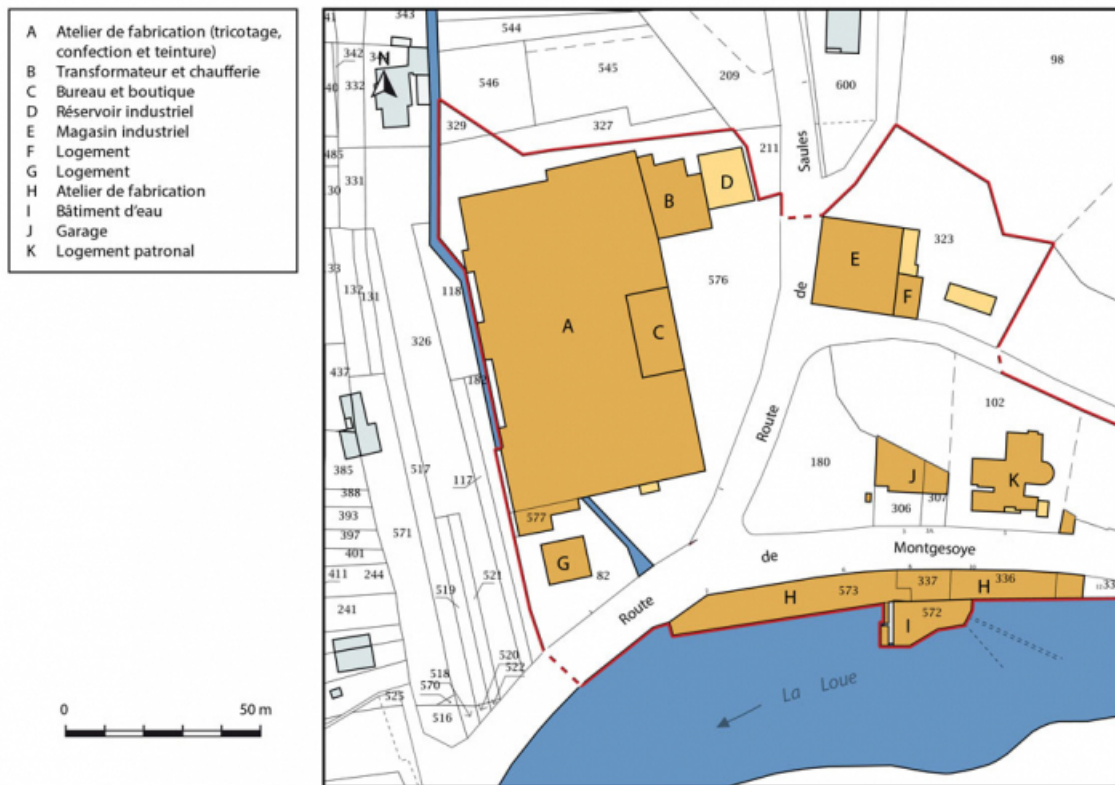 A Atelier de fabrication (tricotage,
confection et teinture)
B Transformateur et chaufferie
C Bureau et boutique
D Réservoir industriel
E Magasin industriel
F Logement
G Logement
H Atelier de fabrication
I Bâtiment d'eau
J Garage
K Logement patronal
0 50 m
343
544
342
N
332
546
545
209
600
98
329
327
211
Saules
485
331
B
D
323
E
F
576
de
132
131
118
326
A
C
437
182
102
Route
180
J
K
385
517
117
388
306
307
393
577
397
571
401
de
Montgesoye
411
244
G
82
519
521
H
573
337
336
H
241
Route
I
572
520
518
522
570
La Loue
525
516